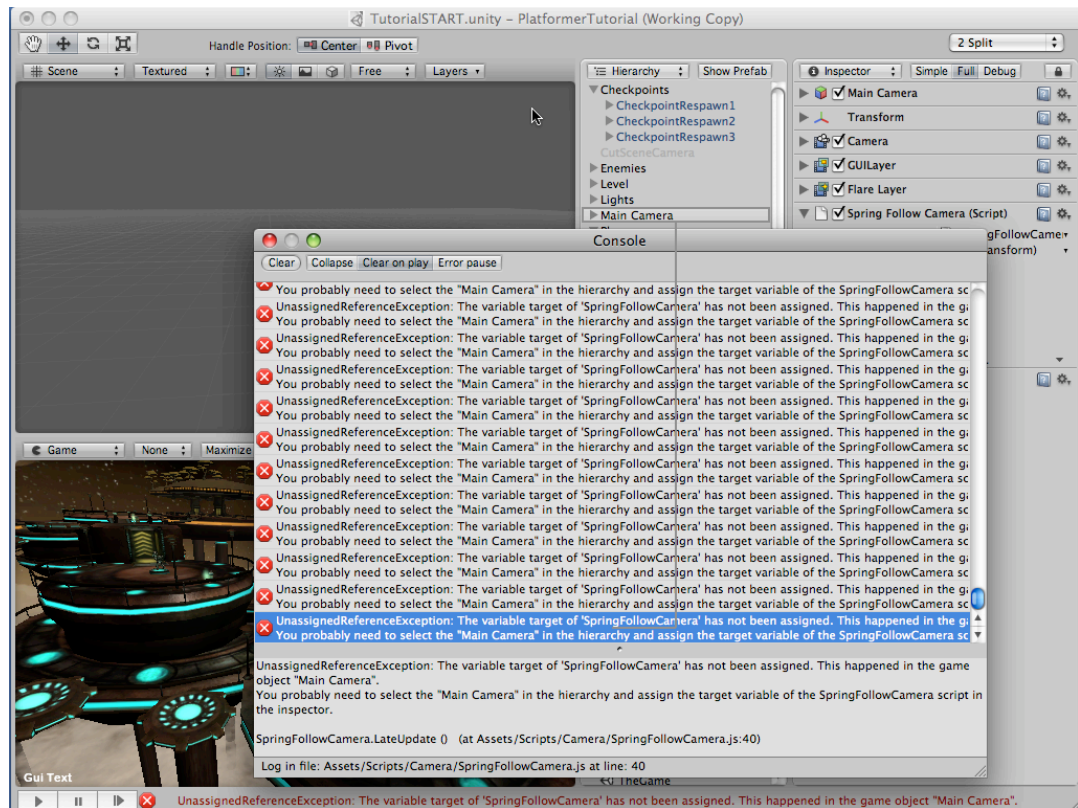 TutorialSTART.unity – PlatformerTutorial (Working Copy)
Handle Position: Center Pivot
2 Split
Scene Textured Free Layers
Hierarchy Show Prefab
Inspector Simple Full Debug
Checkpoints
CheckpointRespawn1
CheckpointRespawn2
CheckpointRespawn3
CutSceneCamera
Enemies
Level
Lights
Main Camera
Main Camera
Transform
Camera
GUILayer
Flare Layer
Spring Follow Camera (Script)
ansform)
Console
Clear Collapse Clear on play Error pause
You probably need to select the "Main Camera" in the hierarchy and assign the target variable of the SpringFollowCamera sc
UnassignedReferenceException: The variable target of 'SpringFollowCamera' has not been assigned. This happened in the ga
You probably need to select the "Main Camera" in the hierarchy and assign the target variable of the SpringFollowCamera sc
UnassignedReferenceException: The variable target of 'SpringFollowCamera' has not been assigned. This happened in the ga
You probably need to select the "Main Camera" in the hierarchy and assign the target variable of the SpringFollowCamera sc
UnassignedReferenceException: The variable target of 'SpringFollowCamera' has not been assigned. This happened in the ga
You probably need to select the "Main Camera" in the hierarchy and assign the target variable of the SpringFollowCamera sc
UnassignedReferenceException: The variable target of 'SpringFollowCamera' has not been assigned. This happened in the ga
You probably need to select the "Main Camera" in the hierarchy and assign the target variable of the SpringFollowCamera sc
UnassignedReferenceException: The variable target of 'SpringFollowCamera' has not been assigned. This happened in the ga
You probably need to select the "Main Camera" in the hierarchy and assign the target variable of the SpringFollowCamera sc
UnassignedReferenceException: The variable target of 'SpringFollowCamera' has not been assigned. This happened in the ga
You probably need to select the "Main Camera" in the hierarchy and assign the target variable of the SpringFollowCamera sc
UnassignedReferenceException: The variable target of 'SpringFollowCamera' has not been assigned. This happened in the ga
You probably need to select the "Main Camera" in the hierarchy and assign the target variable of the SpringFollowCamera sc
UnassignedReferenceException: The variable target of 'SpringFollowCamera' has not been assigned. This happened in the ga
You probably need to select the "Main Camera" in the hierarchy and assign the target variable of the SpringFollowCamera sc
UnassignedReferenceException: The variable target of 'SpringFollowCamera' has not been assigned. This happened in the ga
You probably need to select the "Main Camera" in the hierarchy and assign the target variable of the SpringFollowCamera sc
UnassignedReferenceException: The variable target of 'SpringFollowCamera' has not been assigned. This happened in the ga
You probably need to select the "Main Camera" in the hierarchy and assign the target variable of the SpringFollowCamera sc
UnassignedReferenceException: The variable target of 'SpringFollowCamera' has not been assigned. This happened in the ga
You probably need to select the "Main Camera" in the hierarchy and assign the target variable of the SpringFollowCamera sc
UnassignedReferenceException: The variable target of 'SpringFollowCamera' has not been assigned. This happened in the game
object "Main Camera".
You probably need to select the "Main Camera" in the hierarchy and assign the target variable of the SpringFollowCamera script in
the inspector.
SpringFollowCamera.LateUpdate () (at Assets/Scripts/Camera/SpringFollowCamera.js:40)
Log in file: Assets/Scripts/Camera/SpringFollowCamera.js at line: 40
Game None Maximize
Gui Text
TheGame
UnassignedReferenceException: The variable target of 'SpringFollowCamera' has not been assigned. This happened in the game object "Main Camera".